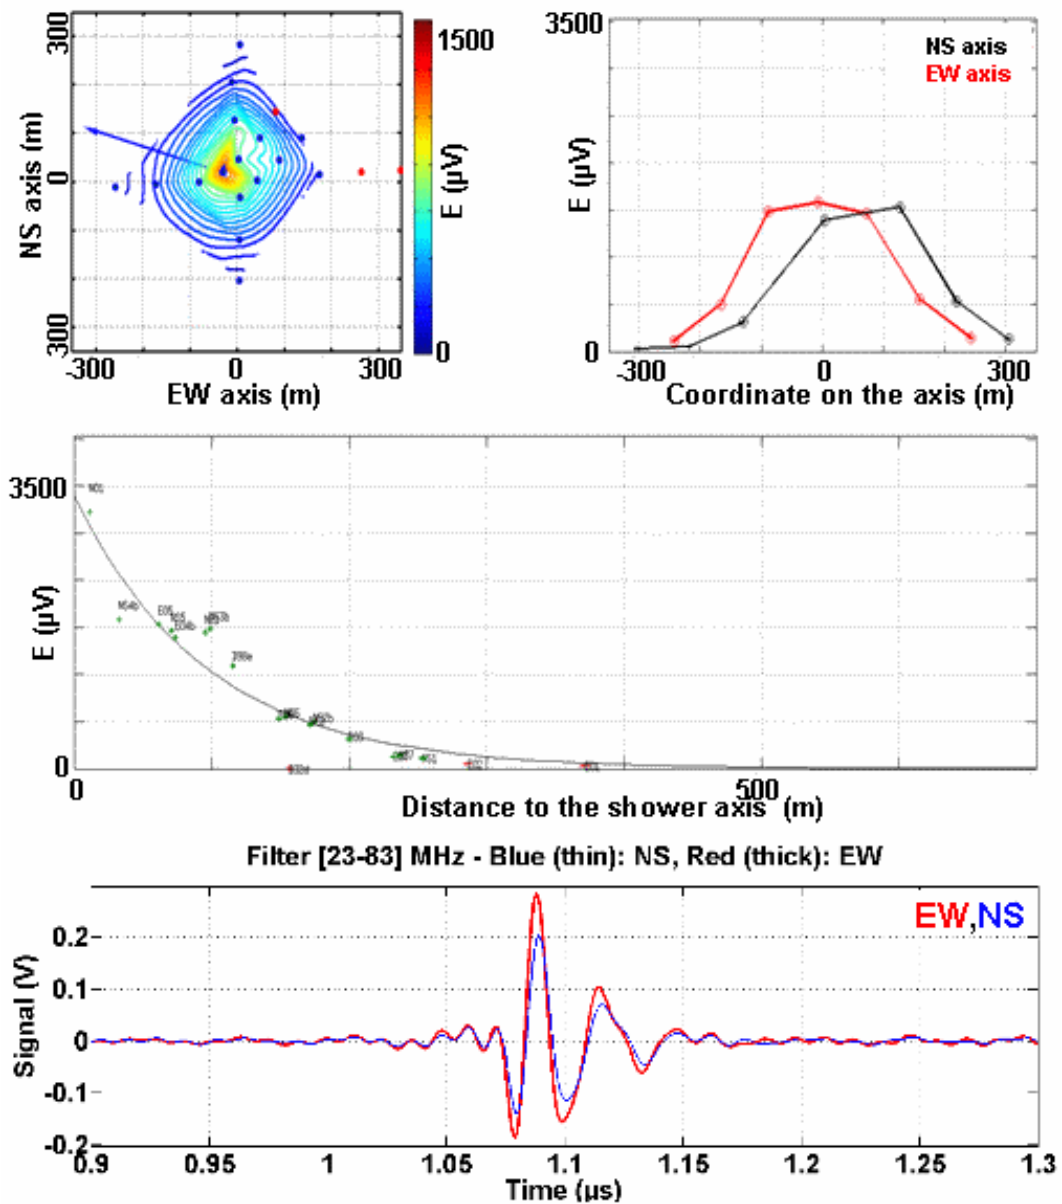 300
0
300
NS axis (m)
-300
0
300
EW axis (m)
1500
E (µV)
0
3500
E (µV)
0
NS axis
EW axis
-300
0
300
Coordinate on the axis (m)
3500
E (µV)
0
N01
N54b
E05
0
500
Distance to the shower axis (m)
Filter [23-83] MHz - Blue (thin): NS, Red (thick): EW
EW,NS
Signal (V)
0.2
0.1
0
-0.1
-0.2
0.9
0.95
1
1.05
1.1
1.15
1.2
1.25
1.3
Time (µs)